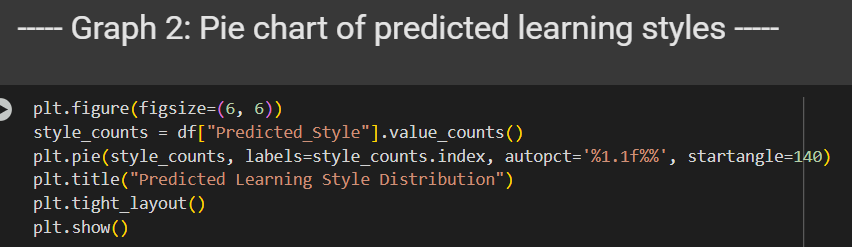 ----- Graph 2: Pie chart of predicted learning styles -----
plt.figure(figsize=(6, 6))
style_counts = df["Predicted_Style"].value_counts()
plt.pie(style_counts, labels=style_counts.index, autopct='%1.1f%%', startangle=140)
plt.title("Predicted Learning Style Distribution")
plt.tight_layout()
plt.show()